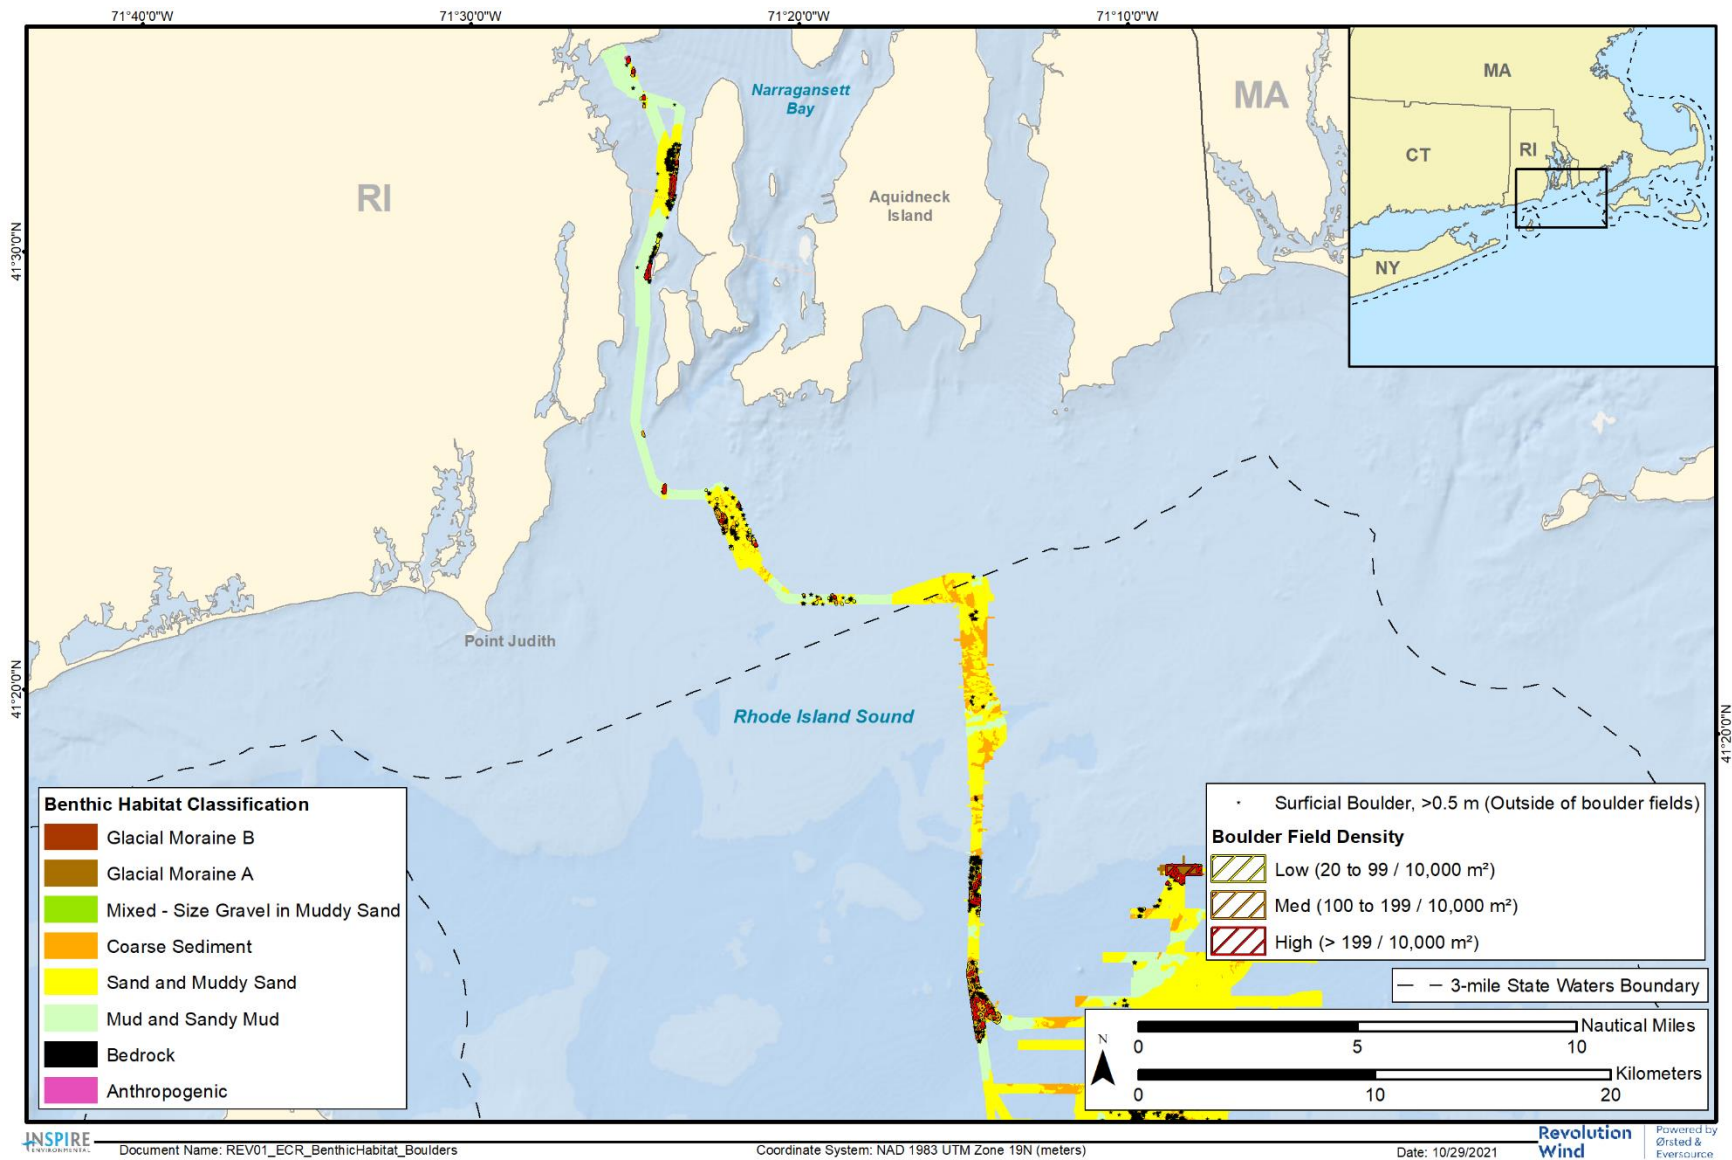 71°40'0"W
71°30'0"W
71°20'0"W
71°10'0"W
41°30'0"N
41°20'0"N
41°20'0"N
Narragansett
Bay
MA
RI
Aquidneck
Island
Point Judith
Rhode Island Sound
MA
CT
RI
NY
Benthic Habitat Classification
Glacial Moraine B
Glacial Moraine A
Mixed - Size Gravel in Muddy Sand
Coarse Sediment
Sand and Muddy Sand
Mud and Sandy Mud
Bedrock
Anthropogenic
Surficial Boulder, >0.5 m (Outside of boulder fields)
Boulder Field Density
Low (20 to 99 / 10,000 m²)
Med (100 to 199 / 10,000 m²)
High (> 199 / 10,000 m²)
3-mile State Waters Boundary
N
Nautical Miles
0 5 10
Kilometers
0 10 20
INSPIRE
ENVIRONMENTAL
Document Name: REV01_ECR_BenthicHabitat_Boulders
Coordinate System: NAD 1983 UTM Zone 19N (meters)
Date: 10/29/2021
Revolution
Wind
Powered by
Ørsted &
Eversource